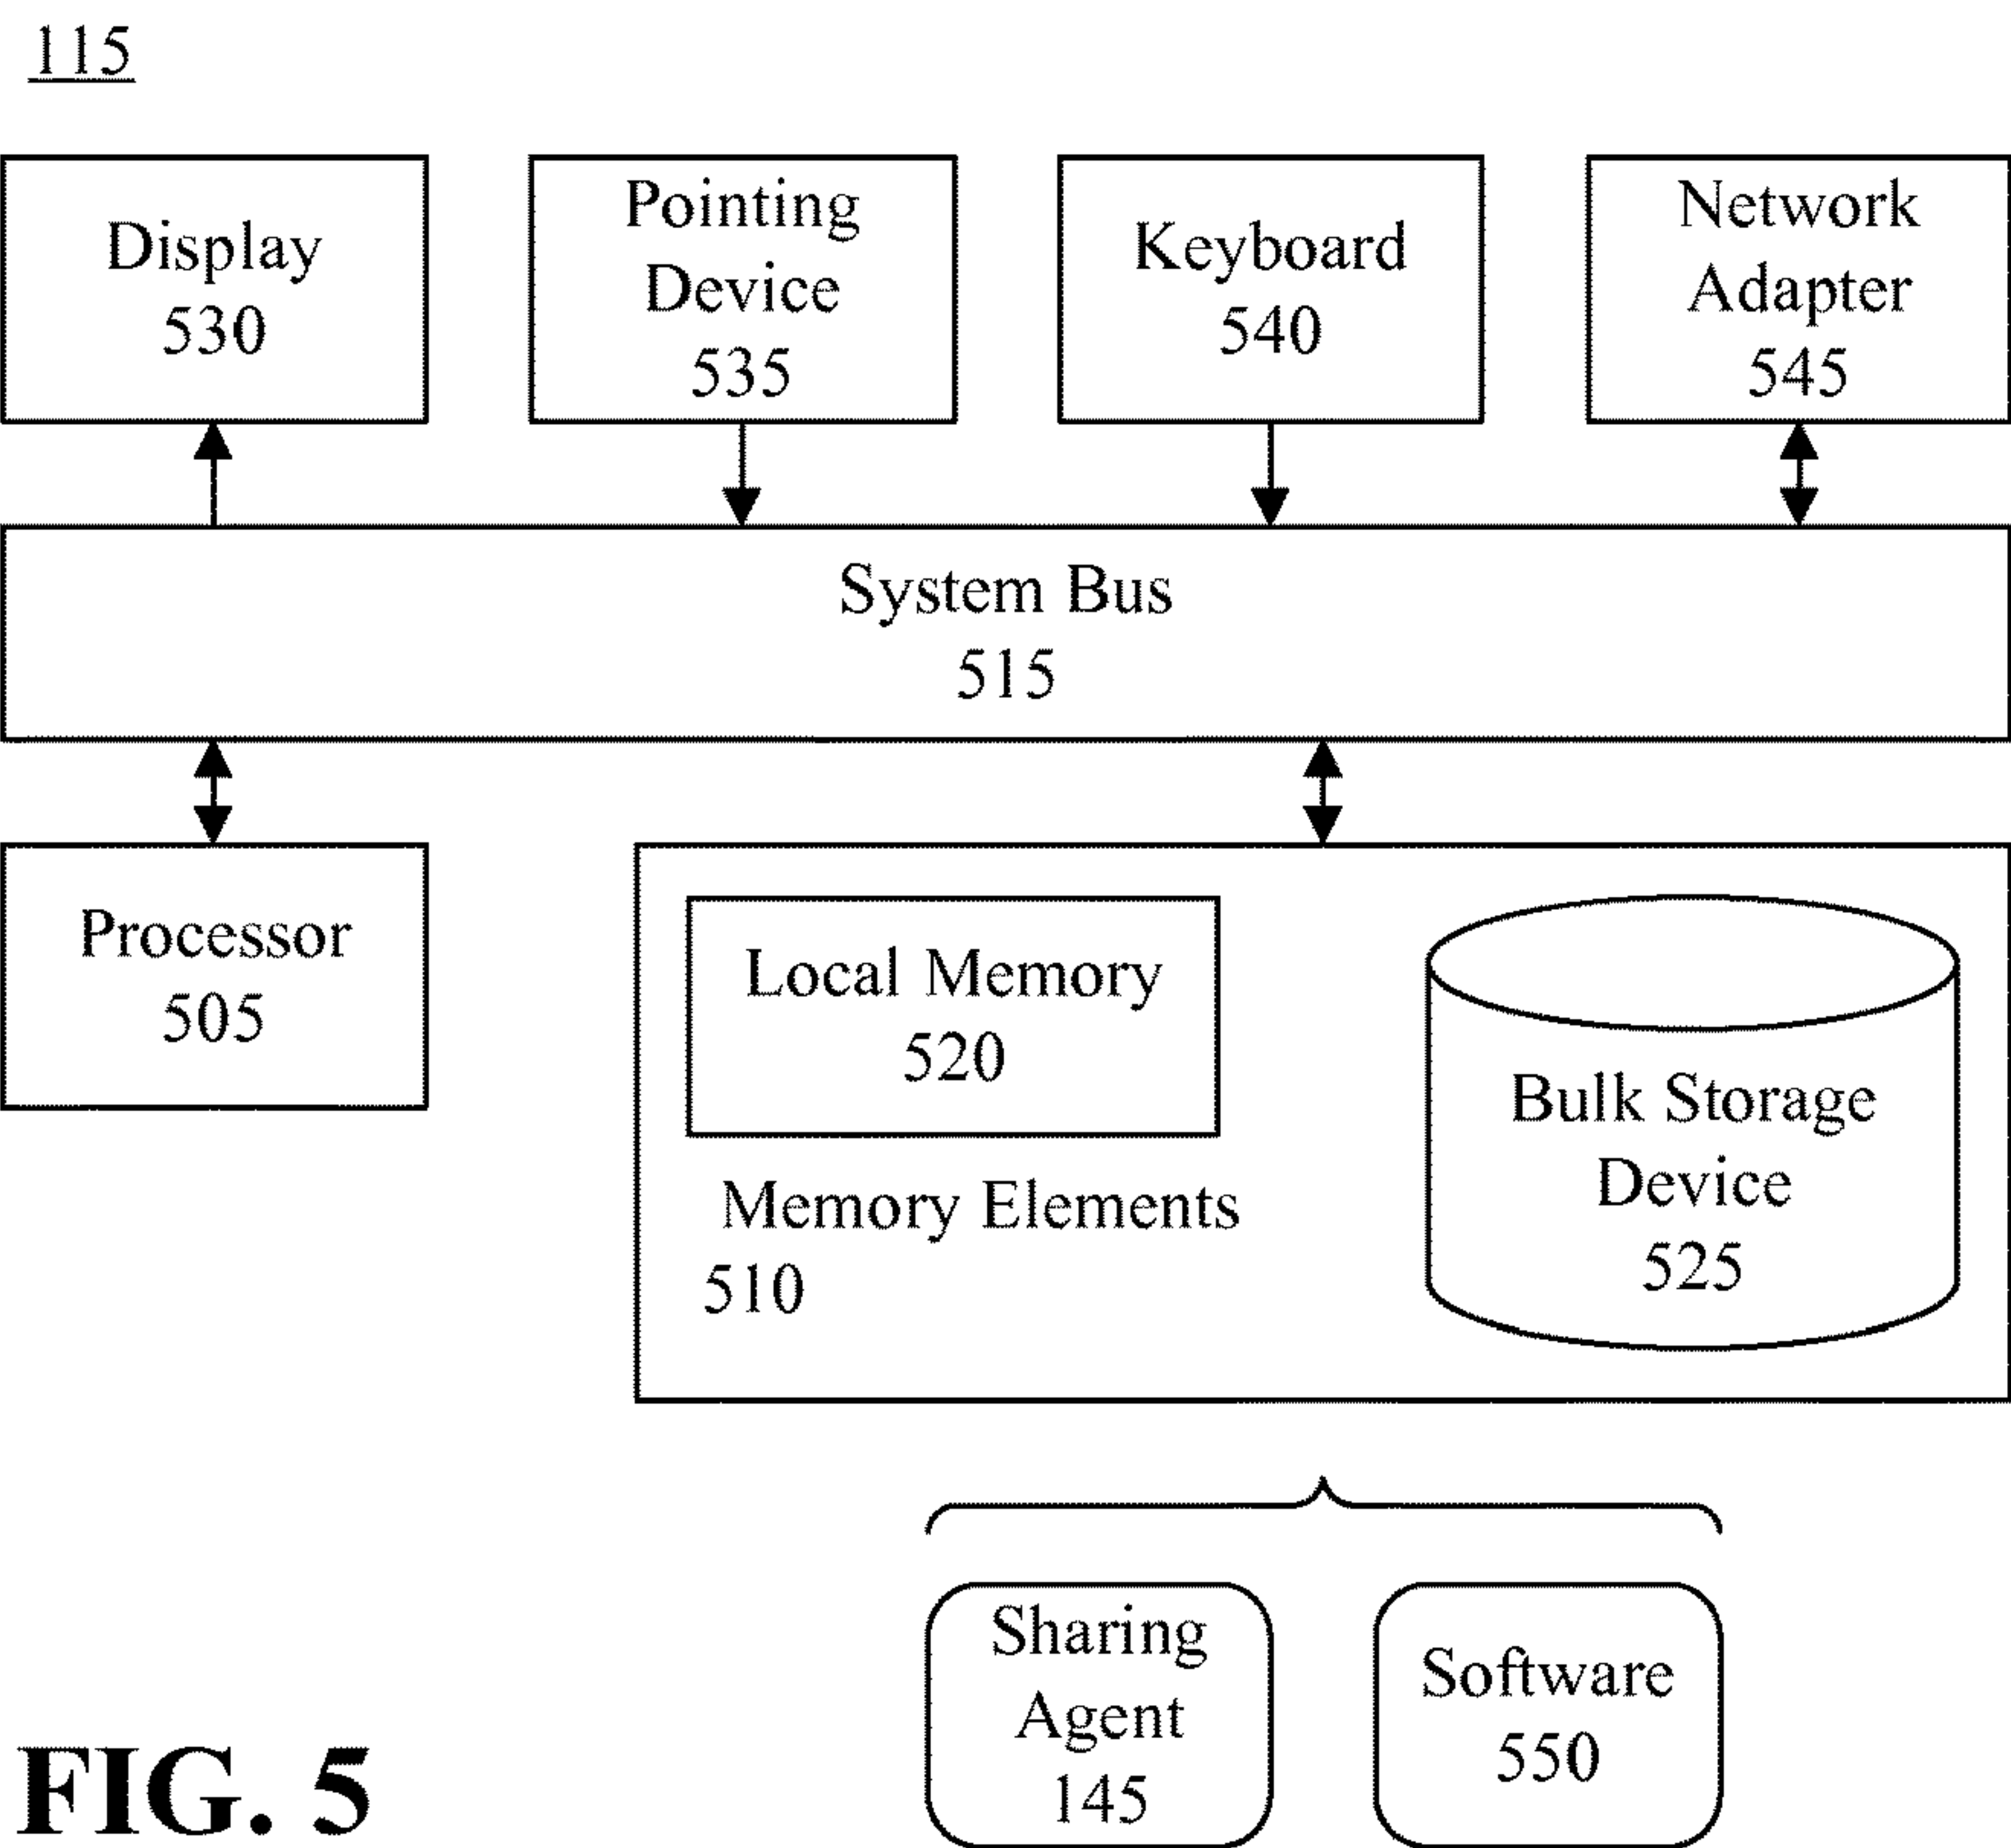 115
Display
530
Pointing
Device
535
Keyboard
540
Network
Adapter
545
System Bus
515
Processor
505
Local Memory
520
Memory Elements
510
Bulk Storage
Device
525
Sharing
Agent
145
Software
550
FIG. 5